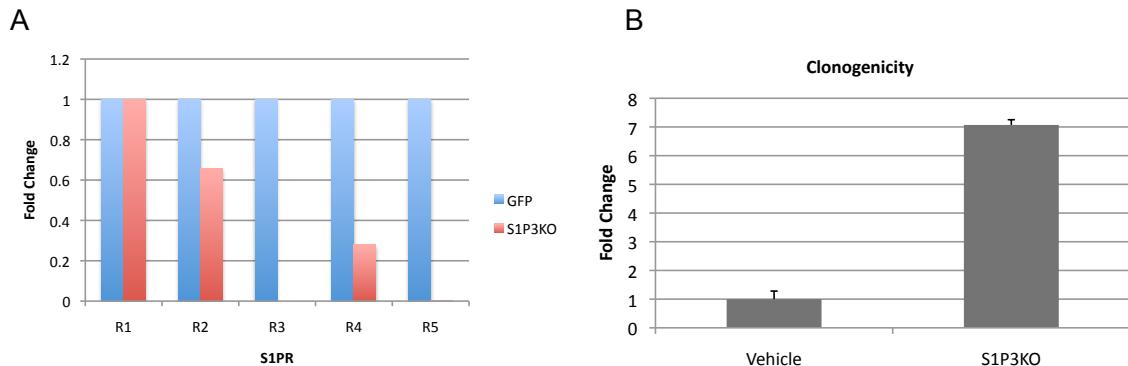 A
1.2
1
0.8
0.6
0.4
0.2
0
Fold Change
R1 R2 R3 R4 R5
S1PR
GFP
S1P3KO
B
Clonogenicity
8
7
6
5
4
3
2
1
0
Fold Change
Vehicle S1P3KO